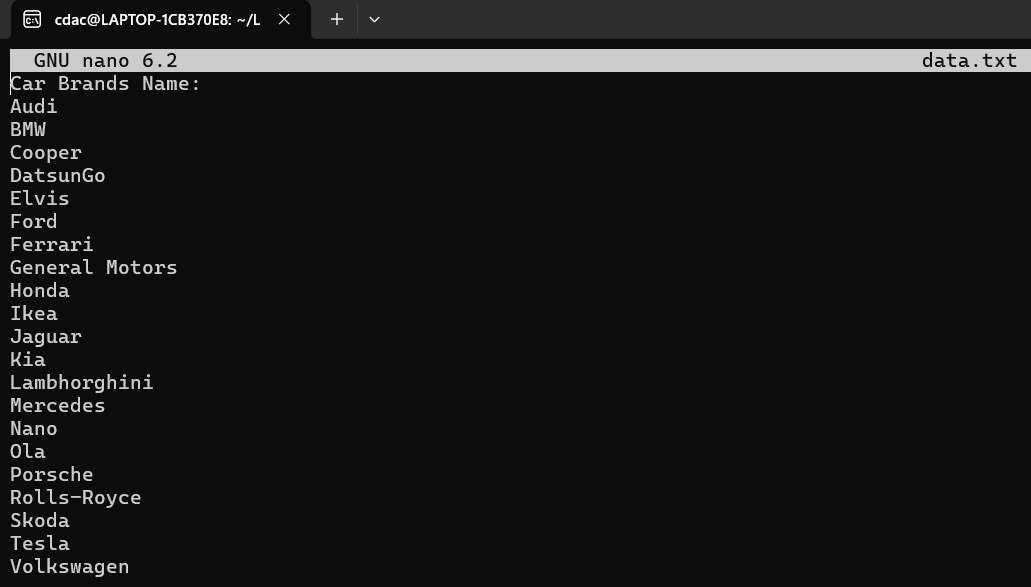 cdac@LAPTOP-1CB370E8: ~/L
GNU nano 6.2 data.txt
Car Brands Name:
Audi
BMW
Cooper
DatsunGo
Elvis
Ford
Ferrari
General Motors
Honda
Ikea
Jaguar
Kia
Lambhorghini
Mercedes
Nano
Ola
Porsche
Rolls-Royce
Skoda
Tesla
Volkswagen